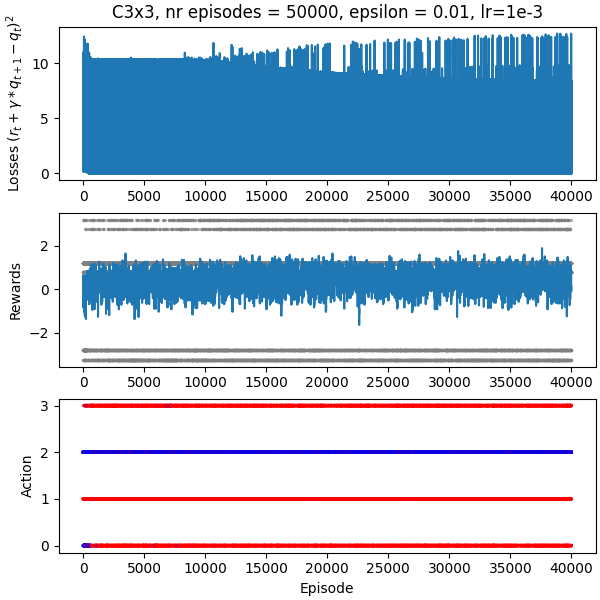 C3x3, nr episodes = 50000, epsilon = 0.01, lr=1e-3
Losses $(r_t + \gamma * q_{t+1} - q_t)^2$
10
5
0
0 5000 10000 15000 20000 25000 30000 35000 40000
Rewards
2
0
−2
0 5000 10000 15000 20000 25000 30000 35000 40000
Action
3
2
1
0
0 5000 10000 15000 20000 25000 30000 35000 40000
Episode